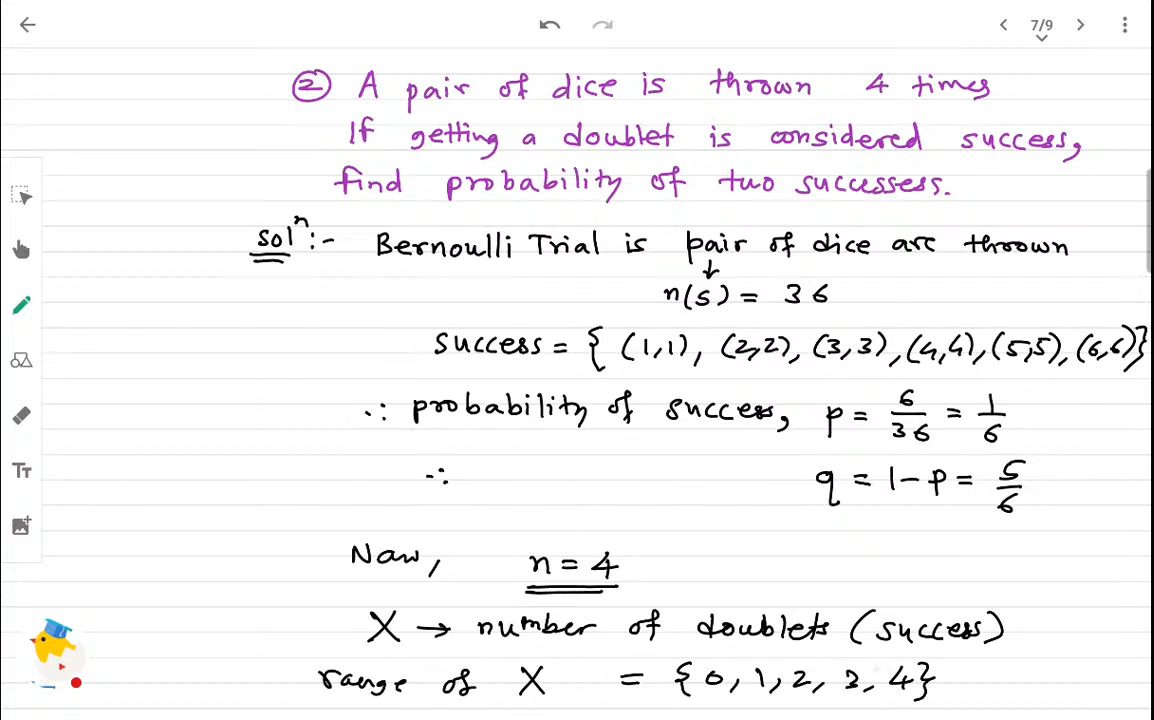 7/9
② A pair of dice is thrown 4 times
If getting a doublet is considered success,
find probability of two successess.
Solⁿ:- Bernoulli Trial is pair of dice are thrown
↓
n(s) = 36
success = { (1,1), (2,2), (3,3), (4,4), (5,5), (6,6)}
∴ probability of success, p = 6/36 = 1/6
∴ q = 1 - p = 5/6
Now, n = 4
X → number of doublets (success)
range of X = {0, 1, 2, 3, 4}
TT